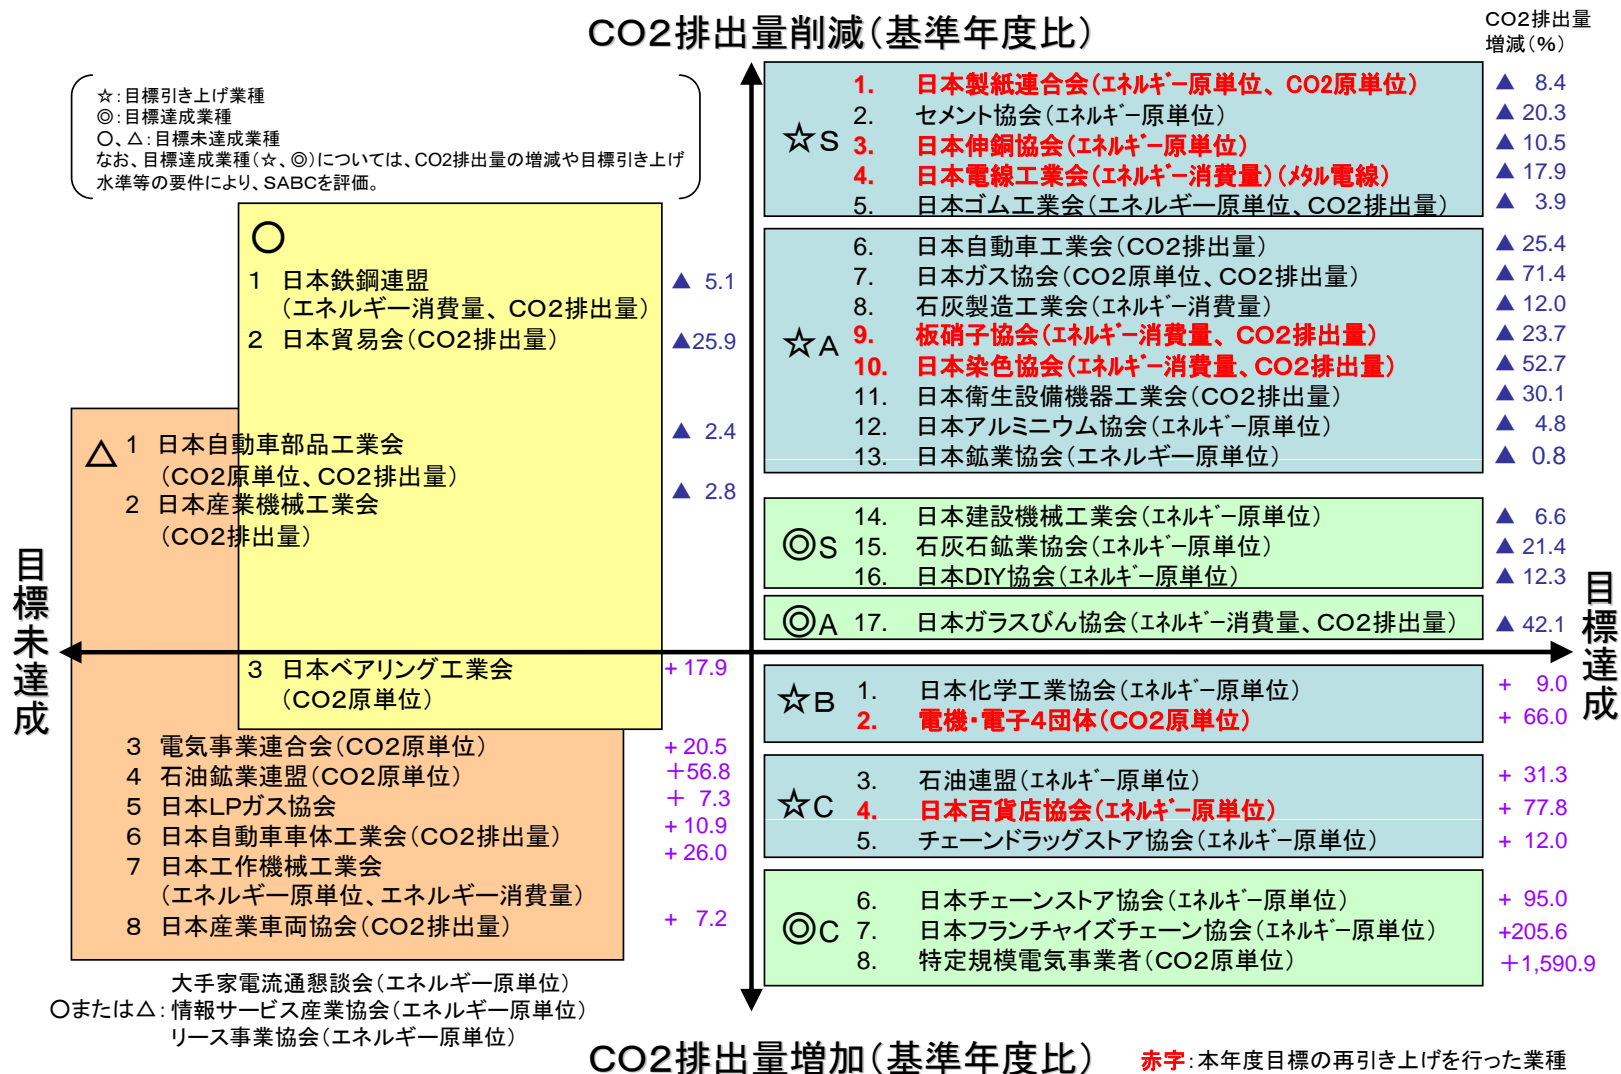 CO2排出量削減(基準年度比)
CO2排出量
増減(%)
☆:目標引き上げ業種
◎:目標達成業種
○、△:目標未達成業種
なお、目標達成業種(☆、◎)については、CO2排出量の増減や目標引き上げ
水準等の要件により、SABCを評価。
☆S
1. 日本製紙連合会(エネルギー原単位、CO2原単位) ▲ 8.4
2. セメント協会(エネルギー原単位) ▲ 20.3
3. 日本伸銅協会(エネルギー原単位) ▲ 10.5
4. 日本電線工業会(エネルギー消費量)(メタル電線) ▲ 17.9
5. 日本ゴム工業会(エネルギー原単位、CO2排出量) ▲ 3.9
☆A
6. 日本自動車工業会(CO2排出量) ▲ 25.4
7. 日本ガス協会(CO2原単位、CO2排出量) ▲ 71.4
8. 石灰製造工業会(エネルギー消費量) ▲ 12.0
9. 板硝子協会(エネルギー消費量、CO2排出量) ▲ 23.7
10. 日本染色協会(エネルギー消費量、CO2排出量) ▲ 52.7
11. 日本衛生設備機器工業会(CO2排出量) ▲ 30.1
12. 日本アルミニウム協会(エネルギー原単位) ▲ 4.8
13. 日本鉱業協会(エネルギー原単位) ▲ 0.8
◎S
14. 日本建設機械工業会(エネルギー原単位) ▲ 6.6
15. 石灰石鉱業協会(エネルギー原単位) ▲ 21.4
16. 日本DIY協会(エネルギー原単位) ▲ 12.3
◎A
17. 日本ガラスびん協会(エネルギー消費量、CO2排出量) ▲ 42.1
○
1 日本鉄鋼連盟 ▲ 5.1
(エネルギー消費量、CO2排出量)
2 日本貿易会(CO2排出量) ▲25.9
△
1 日本自動車部品工業会 ▲ 2.4
(CO2原単位、CO2排出量)
2 日本産業機械工業会 ▲ 2.8
(CO2排出量)
目標未達成
目標達成
3 日本ベアリング工業会 + 17.9
(CO2原単位)
3 電気事業連合会(CO2原単位) + 20.5
4 石油鉱業連盟(CO2原単位) +56.8
5 日本LPガス協会 + 7.3
6 日本自動車車体工業会(CO2排出量) + 10.9
7 日本工作機械工業会 + 26.0
(エネルギー原単位、エネルギー消費量)
8 日本産業車両協会(CO2排出量) + 7.2
☆B
1. 日本化学工業協会(エネルギー原単位) + 9.0
2. 電機・電子4団体(CO2原単位) + 66.0
☆C
3. 石油連盟(エネルギー原単位) + 31.3
4. 日本百貨店協会(エネルギー原単位) + 77.8
5. チェーンドラッグストア協会(エネルギー原単位) + 12.0
◎C
6. 日本チェーンストア協会(エネルギー原単位) + 95.0
7. 日本フランチャイズチェーン協会(エネルギー原単位) +205.6
8. 特定規模電気事業者(CO2原単位) +1,590.9
大手家電流通懇談会(エネルギー原単位)
○または△:情報サービス産業協会(エネルギー原単位)
リース事業協会(エネルギー原単位)
CO2排出量増加(基準年度比)
赤字:本年度目標の再引き上げを行った業種